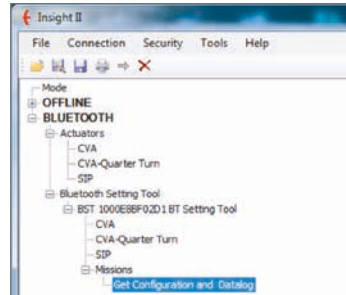 Insight II
File Connection Security Tools Help
Mode
OFFLINE
BLUETOOTH
Actuators
CVA
CVA-Quarter Turn
SIP
Bluetooth Setting Tool
BST 1000E8BF02D1 BT Setting Tool
CVA
CVA-Quarter Turn
SIP
Missions
Get Configuration and Datalog